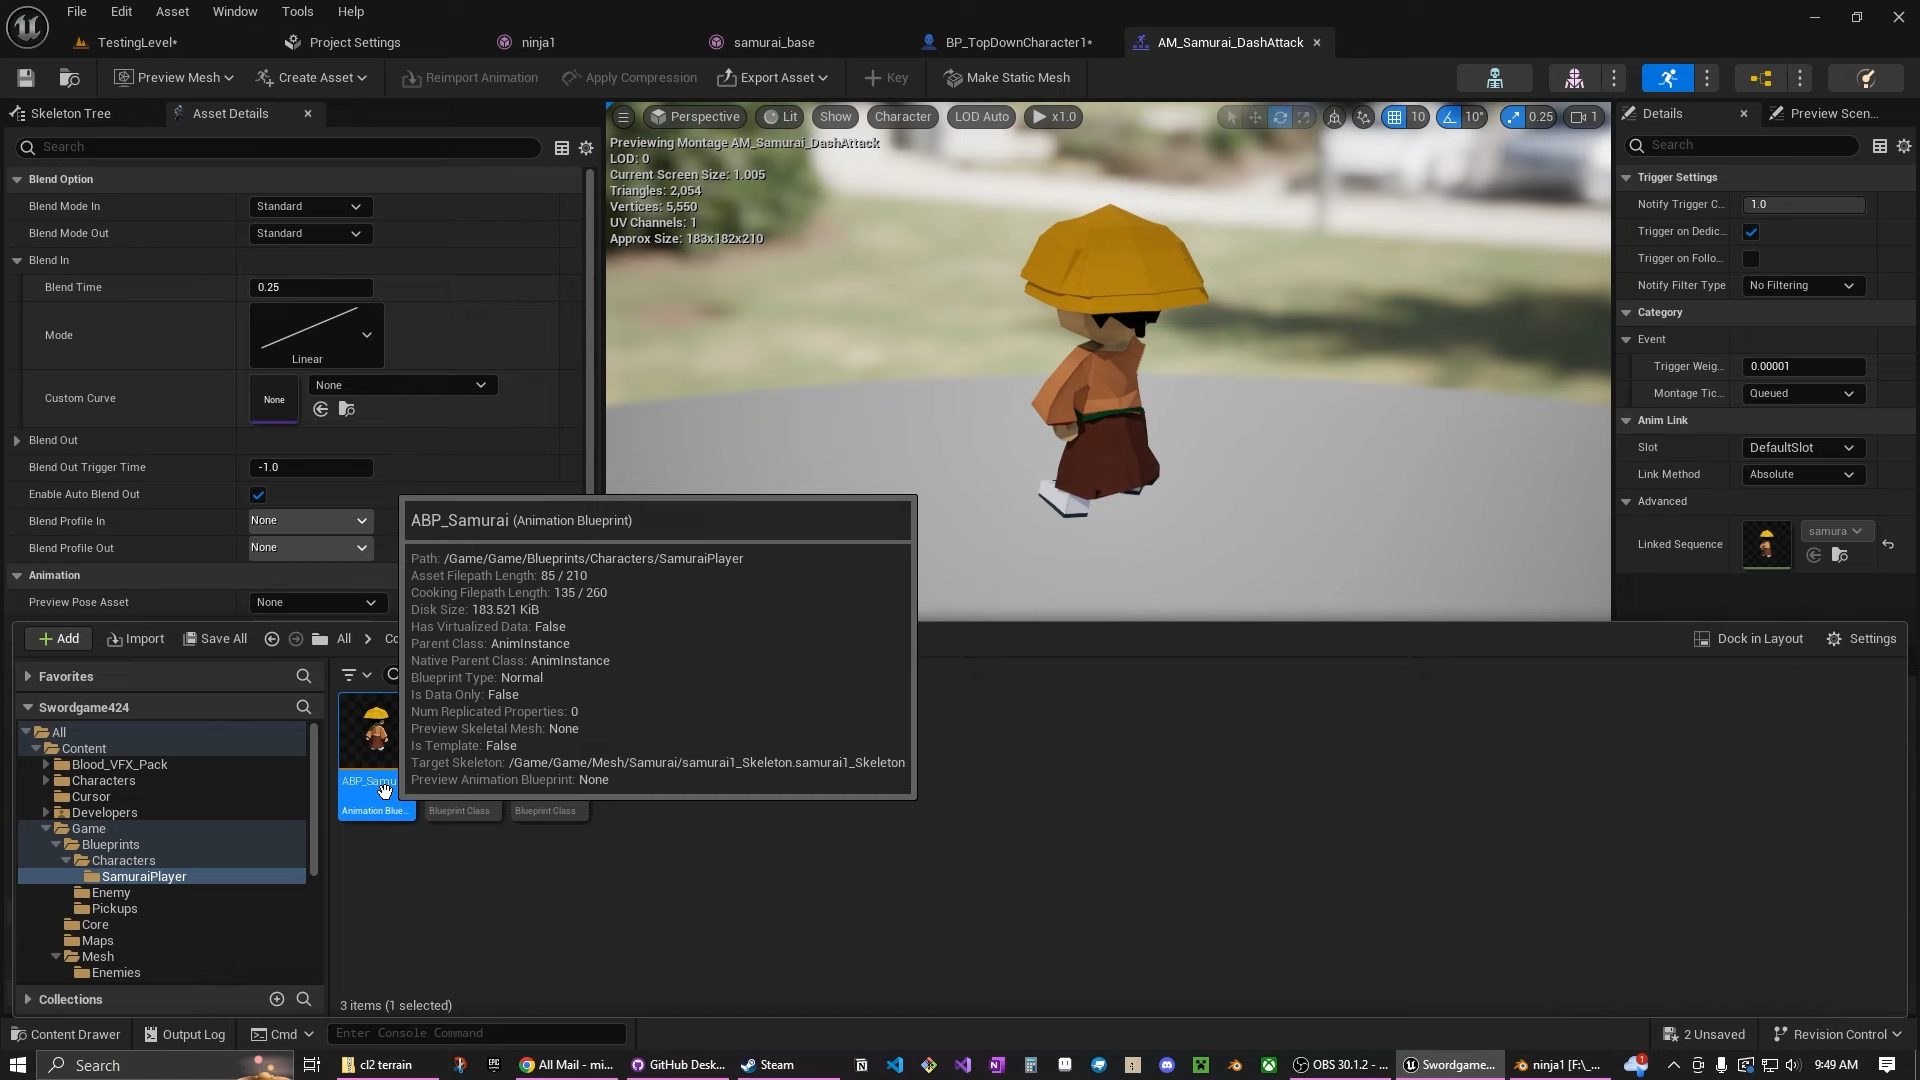 File Edit Asset Window Tools Help
TestingLevel* Project Settings ninja1 samurai_base BP_TopDownCharacter1* AM_Samurai_DashAttack
Preview Mesh Create Asset Reimport Animation Apply Compression Export Asset Key Make Static Mesh
Skeleton Tree Asset Details
Search
Blend Option
Blend Mode In Standard
Blend Mode Out Standard
Blend In
Blend Time 0.25
Mode Linear
Custom Curve None None
Blend Out
Blend Out Trigger Time -1.0
Enable Auto Blend Out
Blend Profile In None
Blend Profile Out None
Animation
Preview Pose Asset None
Perspective Lit Show Character LOD Auto x1.0 10 10° 0.25 1
Previewing Montage AM_Samurai_DashAttack
LOD: 0
Current Screen Size: 1.005
Triangles: 2,054
Vertices: 5,550
UV Channels: 1
Approx Size: 183x182x210
Details Preview Scen...
Search
Trigger Settings
Notify Trigger C... 1.0
Trigger on Dedic...
Trigger on Follo...
Notify Filter Type No Filtering
Category
Event
Trigger Weig... 0.00001
Montage Tic... Queued
Anim Link
Slot DefaultSlot
Link Method Absolute
Advanced
Linked Sequence samura
ABP_Samurai (Animation Blueprint)
Path: /Game/Game/Blueprints/Characters/SamuraiPlayer
Asset Filepath Length: 85 / 210
Cooking Filepath Length: 135 / 260
Disk Size: 183.521 KiB
Has Virtualized Data: False
Parent Class: AnimInstance
Native Parent Class: AnimInstance
Blueprint Type: Normal
Is Data Only: False
Num Replicated Properties: 0
Preview Skeletal Mesh: None
Is Template: False
Target Skeleton: /Game/Game/Mesh/Samurai/samurai1_Skeleton.samurai1_Skeleton
Preview Animation Blueprint: None
Add Import Save All All Co
Dock in Layout Settings
Favorites
Swordgame424
All
Content
Blood_VFX_Pack
Characters
Cursor
Developers
Game
Blueprints
Characters
SamuraiPlayer
Enemy
Pickups
Core
Maps
Mesh
Enemies
Collections
ABP_Samu
Animation Blue... Blueprint Class Blueprint Class
3 items (1 selected)
Content Drawer Output Log Cmd Enter Console Command 2 Unsaved Revision Control
Search cl2 terrain All Mail - mi... GitHub Desk... Steam OBS 30.1.2 - ... Swordgame... ninja1 [F:\_... 1 9:49 AM